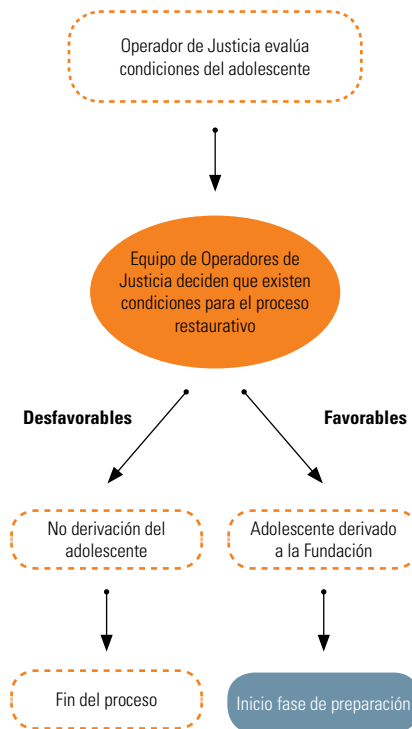 Operador de Justicia evalúa
condiciones del adolescente
Equipo de Operadores de
Justicia deciden que existen
condiciones para el proceso
restaurativo
Desfavorables
Favorables
No derivación del
adolescente
Adolescente derivado
a la Fundación
Fin del proceso
Inicio fase de preparación